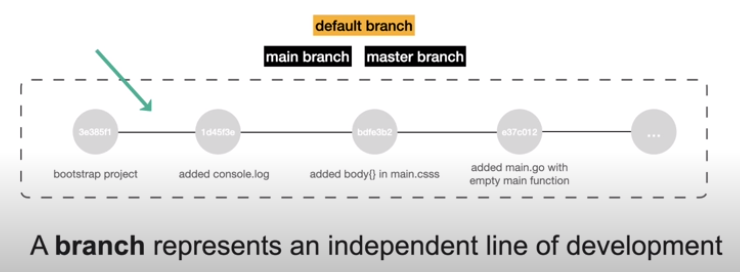 default branch
main branch master branch
3e385f1 1d45f3e bdfe3b2 e37c012 ...
bootstrap project added console.log added body{} in main.csss added main.go with
empty main function
A branch represents an independent line of development